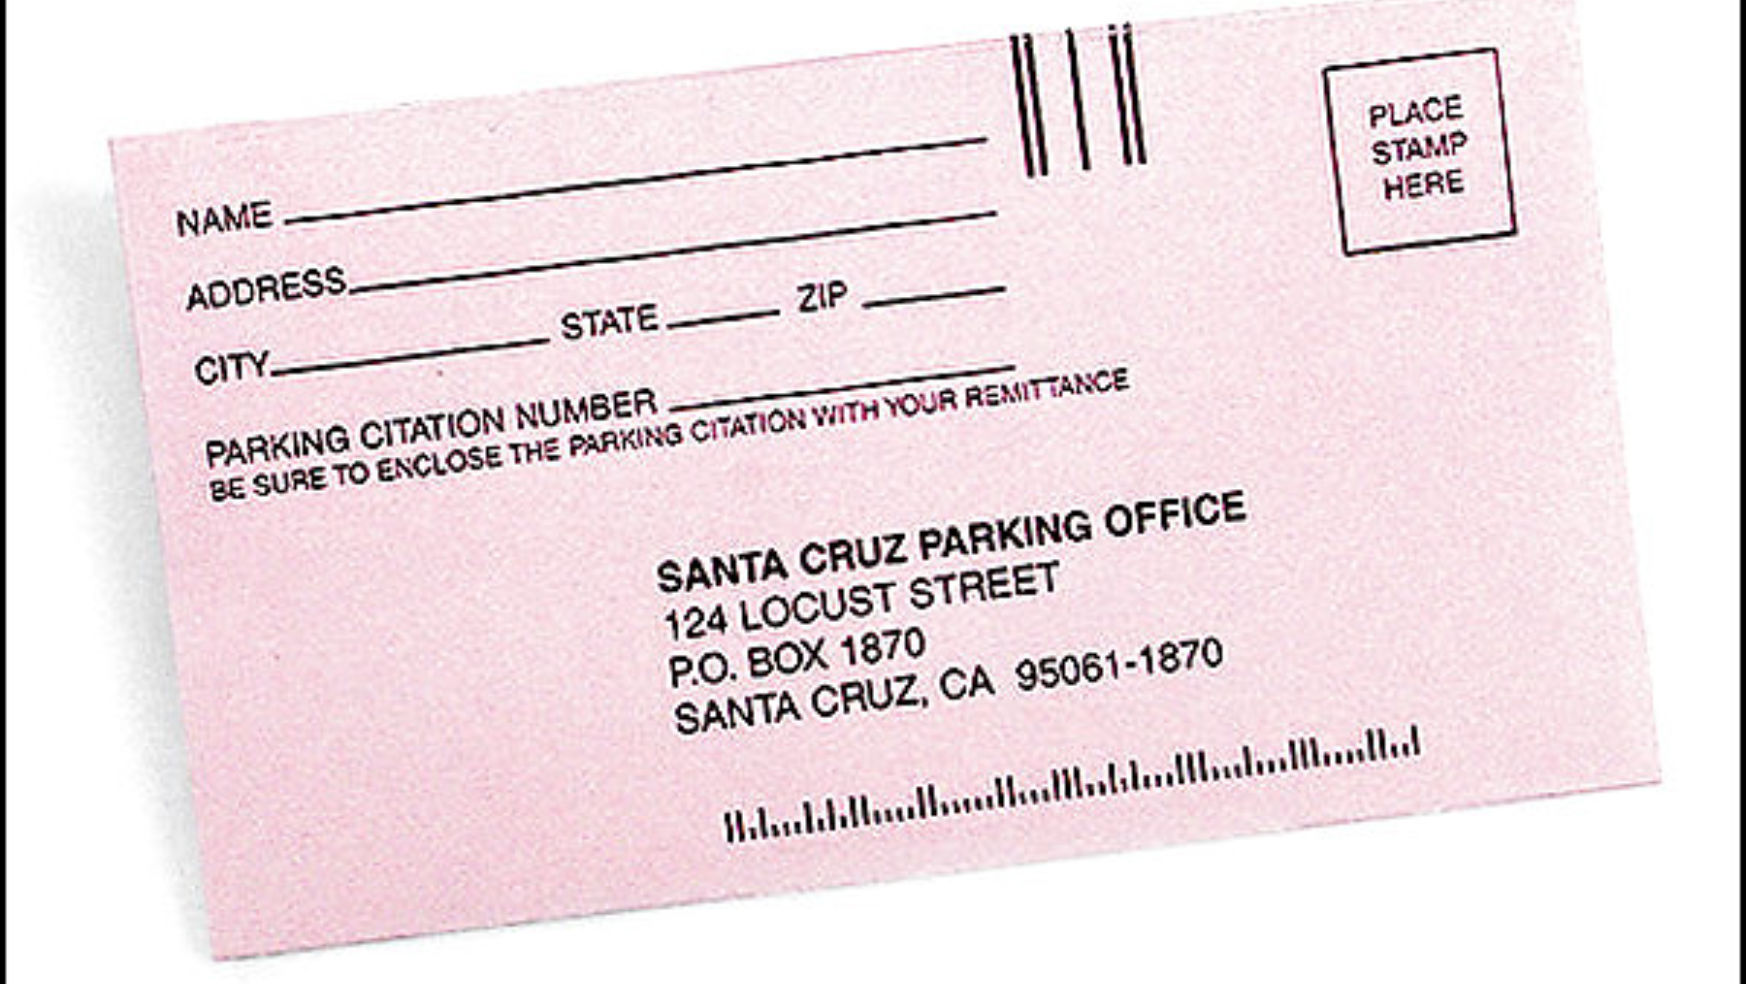 NAME
ADDRESS
CITY STATE ZIP
PARKING CITATION NUMBER
BE SURE TO ENCLOSE THE PARKING CITATION WITH YOUR REMITTANCE
PLACE
STAMP
HERE
SANTA CRUZ PARKING OFFICE
124 LOCUST STREET
P.O. BOX 1870
SANTA CRUZ, CA 95061-1870